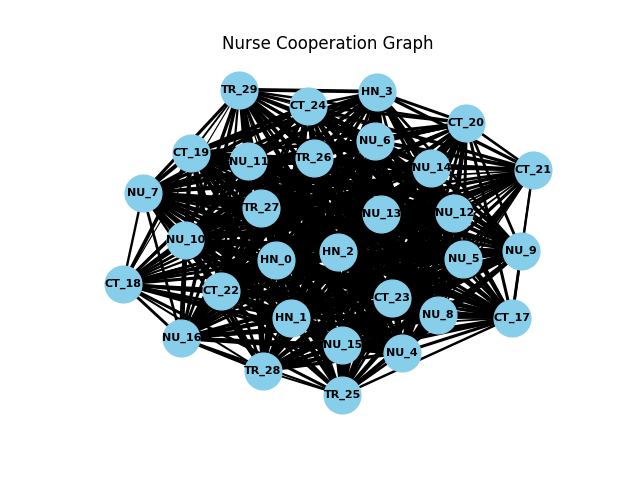 Nurse Cooperation Graph
TR_29
HN_3
CT_24
CT_20
NU_6
CT_19
TR_26
NU_11
NU_14
CT_21
NU_7
TR_27
NU_13
NU_12
NU_10
NU_9
HN_2
HN_0
NU_5
CT_18
CT_22
CT_23
NU_8
HN_1
CT_17
NU_16
NU_15
NU_4
TR_28
TR_25